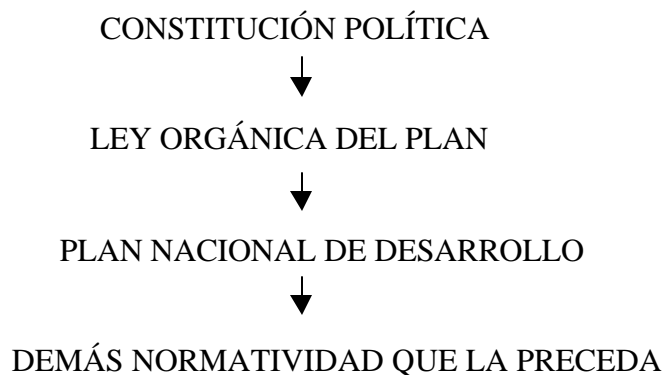 CONSTITUCIÓN POLÍTICA
LEY ORGÁNICA DEL PLAN
PLAN NACIONAL DE DESARROLLO
DEMÁS NORMATIVIDAD QUE LA PRECEDA